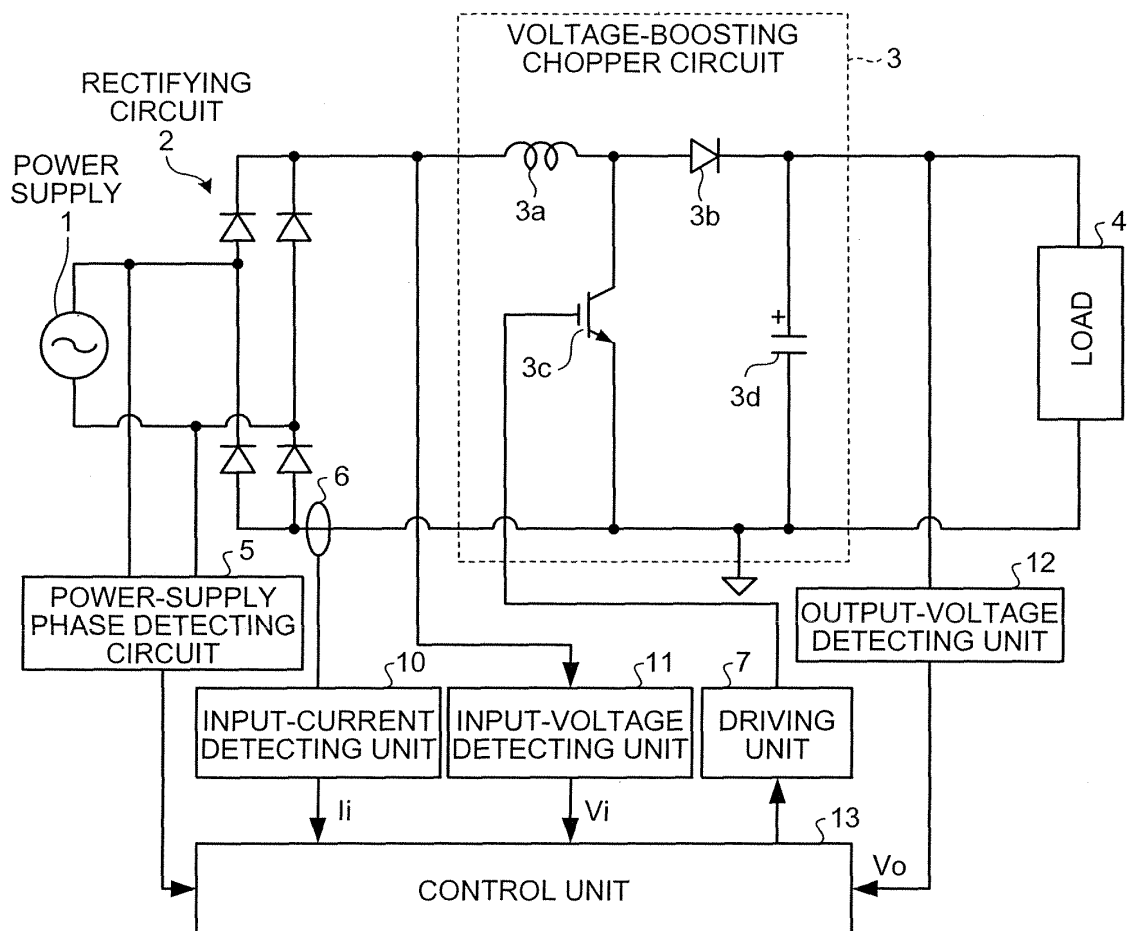 VOLTAGE-BOOSTING
CHOPPER CIRCUIT
3
RECTIFYING
CIRCUIT
2
POWER
SUPPLY
1
3a
3b
4
LOAD
3c
+
3d
6
5
POWER-SUPPLY
PHASE DETECTING
CIRCUIT
12
OUTPUT-VOLTAGE
DETECTING UNIT
10
INPUT-CURRENT
DETECTING UNIT
11
INPUT-VOLTAGE
DETECTING UNIT
7
DRIVING
UNIT
Ii
Vi
13
Vo
CONTROL UNIT